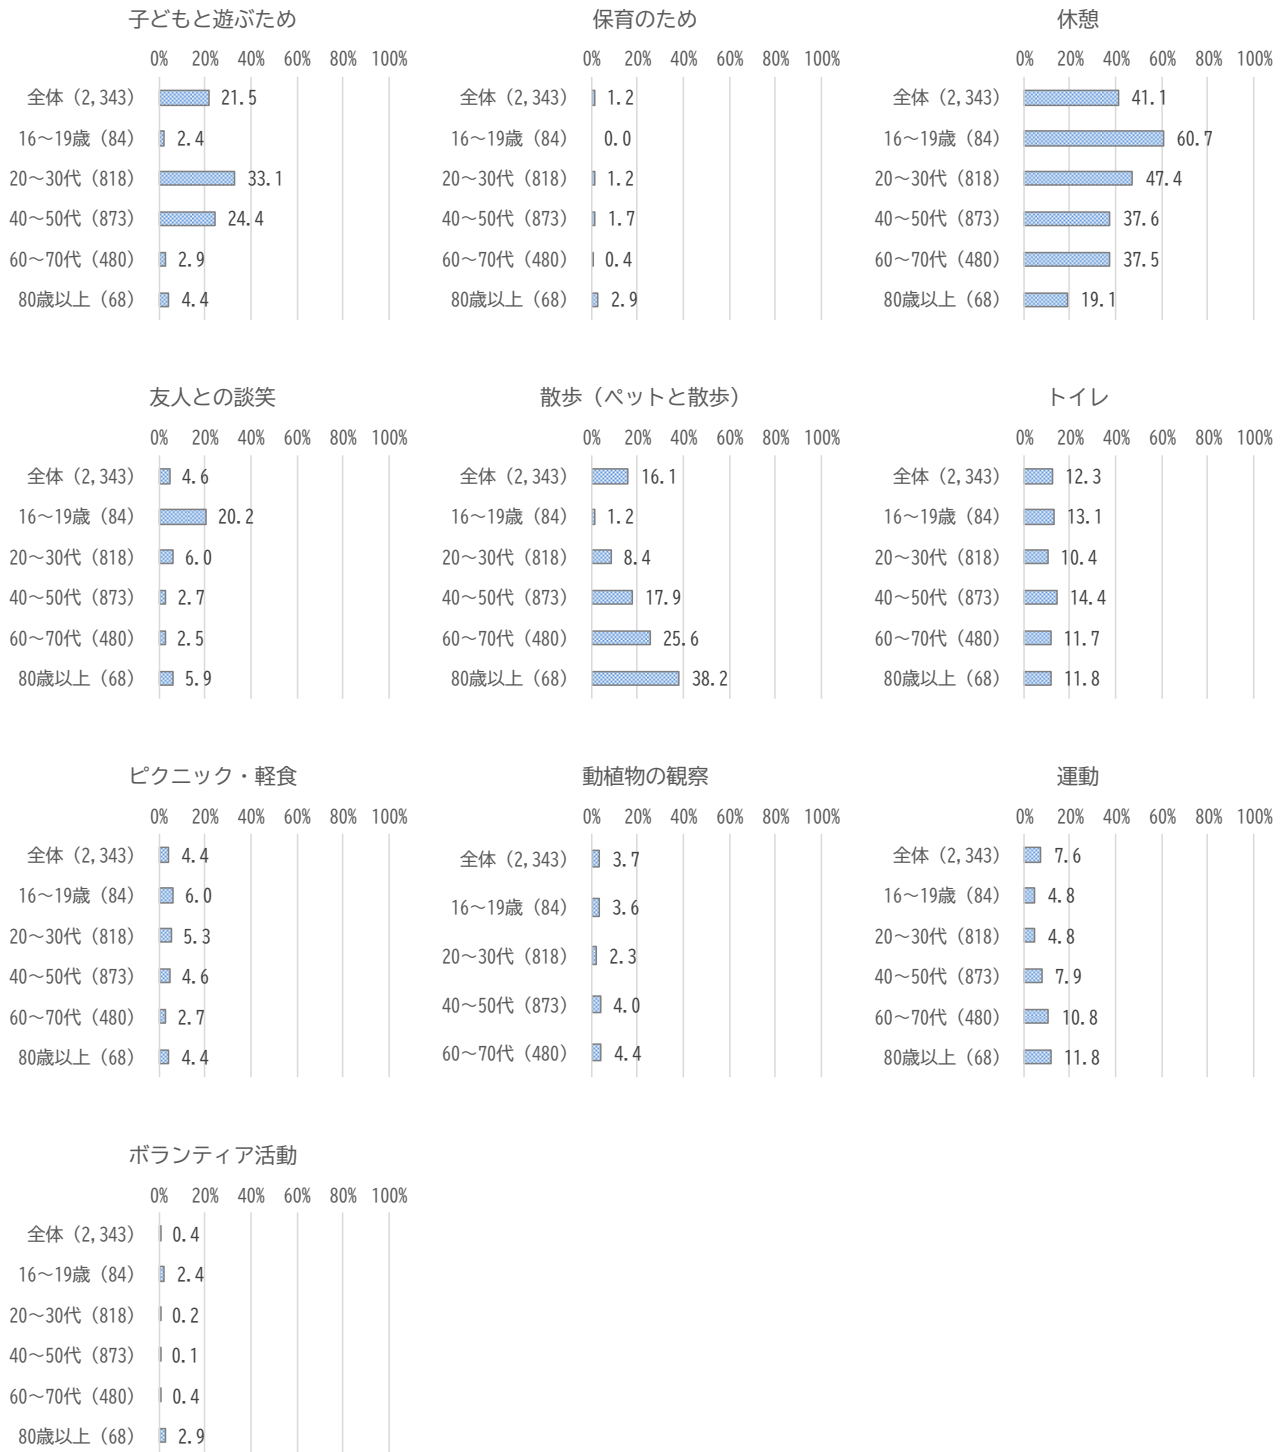 子どもと遊ぶため
0% 20% 40% 60% 80% 100%
全体（2,343） 21.5
16～19歳（84） 2.4
20～30代（818） 33.1
40～50代（873） 24.4
60～70代（480） 2.9
80歳以上（68） 4.4
保育のため
0% 20% 40% 60% 80% 100%
全体（2,343） 1.2
16～19歳（84） 0.0
20～30代（818） 1.2
40～50代（873） 1.7
60～70代（480） 0.4
80歳以上（68） 2.9
休憩
0% 20% 40% 60% 80% 100%
全体（2,343） 41.1
16～19歳（84） 60.7
20～30代（818） 47.4
40～50代（873） 37.6
60～70代（480） 37.5
80歳以上（68） 19.1
友人との談笑
0% 20% 40% 60% 80% 100%
全体（2,343） 4.6
16～19歳（84） 20.2
20～30代（818） 6.0
40～50代（873） 2.7
60～70代（480） 2.5
80歳以上（68） 5.9
散歩（ペットと散歩）
0% 20% 40% 60% 80% 100%
全体（2,343） 16.1
16～19歳（84） 1.2
20～30代（818） 8.4
40～50代（873） 17.9
60～70代（480） 25.6
80歳以上（68） 38.2
トイレ
0% 20% 40% 60% 80% 100%
全体（2,343） 12.3
16～19歳（84） 13.1
20～30代（818） 10.4
40～50代（873） 14.4
60～70代（480） 11.7
80歳以上（68） 11.8
ピクニック・軽食
0% 20% 40% 60% 80% 100%
全体（2,343） 4.4
16～19歳（84） 6.0
20～30代（818） 5.3
40～50代（873） 4.6
60～70代（480） 2.7
80歳以上（68） 4.4
動植物の観察
0% 20% 40% 60% 80% 100%
全体（2,343） 3.7
16～19歳（84） 3.6
20～30代（818） 2.3
40～50代（873） 4.0
60～70代（480） 4.4
運動
0% 20% 40% 60% 80% 100%
全体（2,343） 7.6
16～19歳（84） 4.8
20～30代（818） 4.8
40～50代（873） 7.9
60～70代（480） 10.8
80歳以上（68） 11.8
ボランティア活動
0% 20% 40% 60% 80% 100%
全体（2,343） 0.4
16～19歳（84） 2.4
20～30代（818） 0.2
40～50代（873） 0.1
60～70代（480） 0.4
80歳以上（68） 2.9